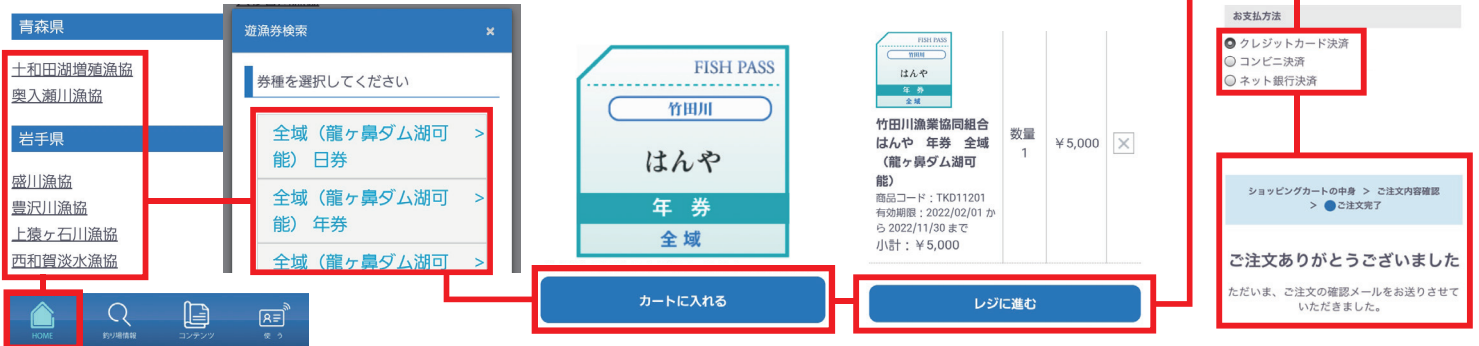 青森県
十和田湖増殖漁協
奥入瀬川漁協
岩手県
盛川漁協
豊沢川漁協
上猿ヶ石川漁協
西和賀淡水漁協
HOME
釣り場情報
コンテンツ
使う
遊漁券検索
×
券種を選択してください
全域（龍ヶ鼻ダム湖可
能） 日券
>
全域（龍ヶ鼻ダム湖可
能） 年券
>
全域（龍ヶ鼻ダム湖可
>
FISH PASS
竹田川
はんや
年 券
全域
カートに入れる
FISH PASS
竹田川
はんや
年 券
全域
竹田川漁業協同組合
はんや 年券 全域
（龍ヶ鼻ダム湖可
能）
商品コード：TKD11201
有効期限：2022/02/01 か
ら 2022/11/30 まで
小計：￥5,000
数量
1
￥5,000
×
レジに進む
お支払方法
クレジットカード決済
コンビニ決済
ネット銀行決済
ショッピングカートの中身 > ご注文内容確認
> ご注文完了
ご注文ありがとうございました
ただいま、ご注文の確認メールをお送りさせて
いただきました。